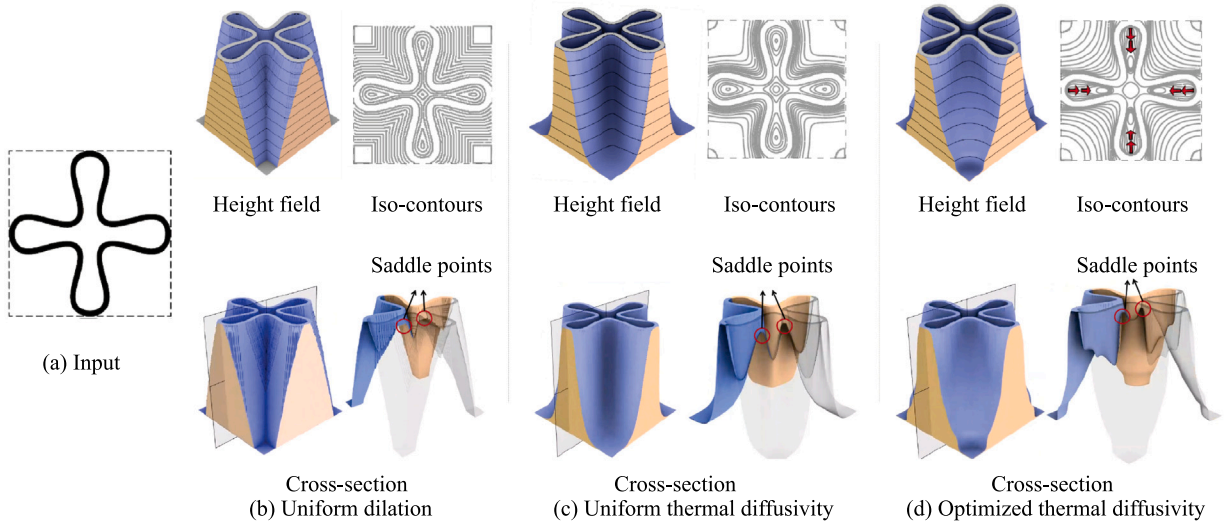 Height field
Iso-contours
Height field
Iso-contours
Height field
Iso-contours
Saddle points
Saddle points
Saddle points
(a) Input
Cross-section
(b) Uniform dilation
Cross-section
(c) Uniform thermal diffusivity
Cross-section
(d) Optimized thermal diffusivity